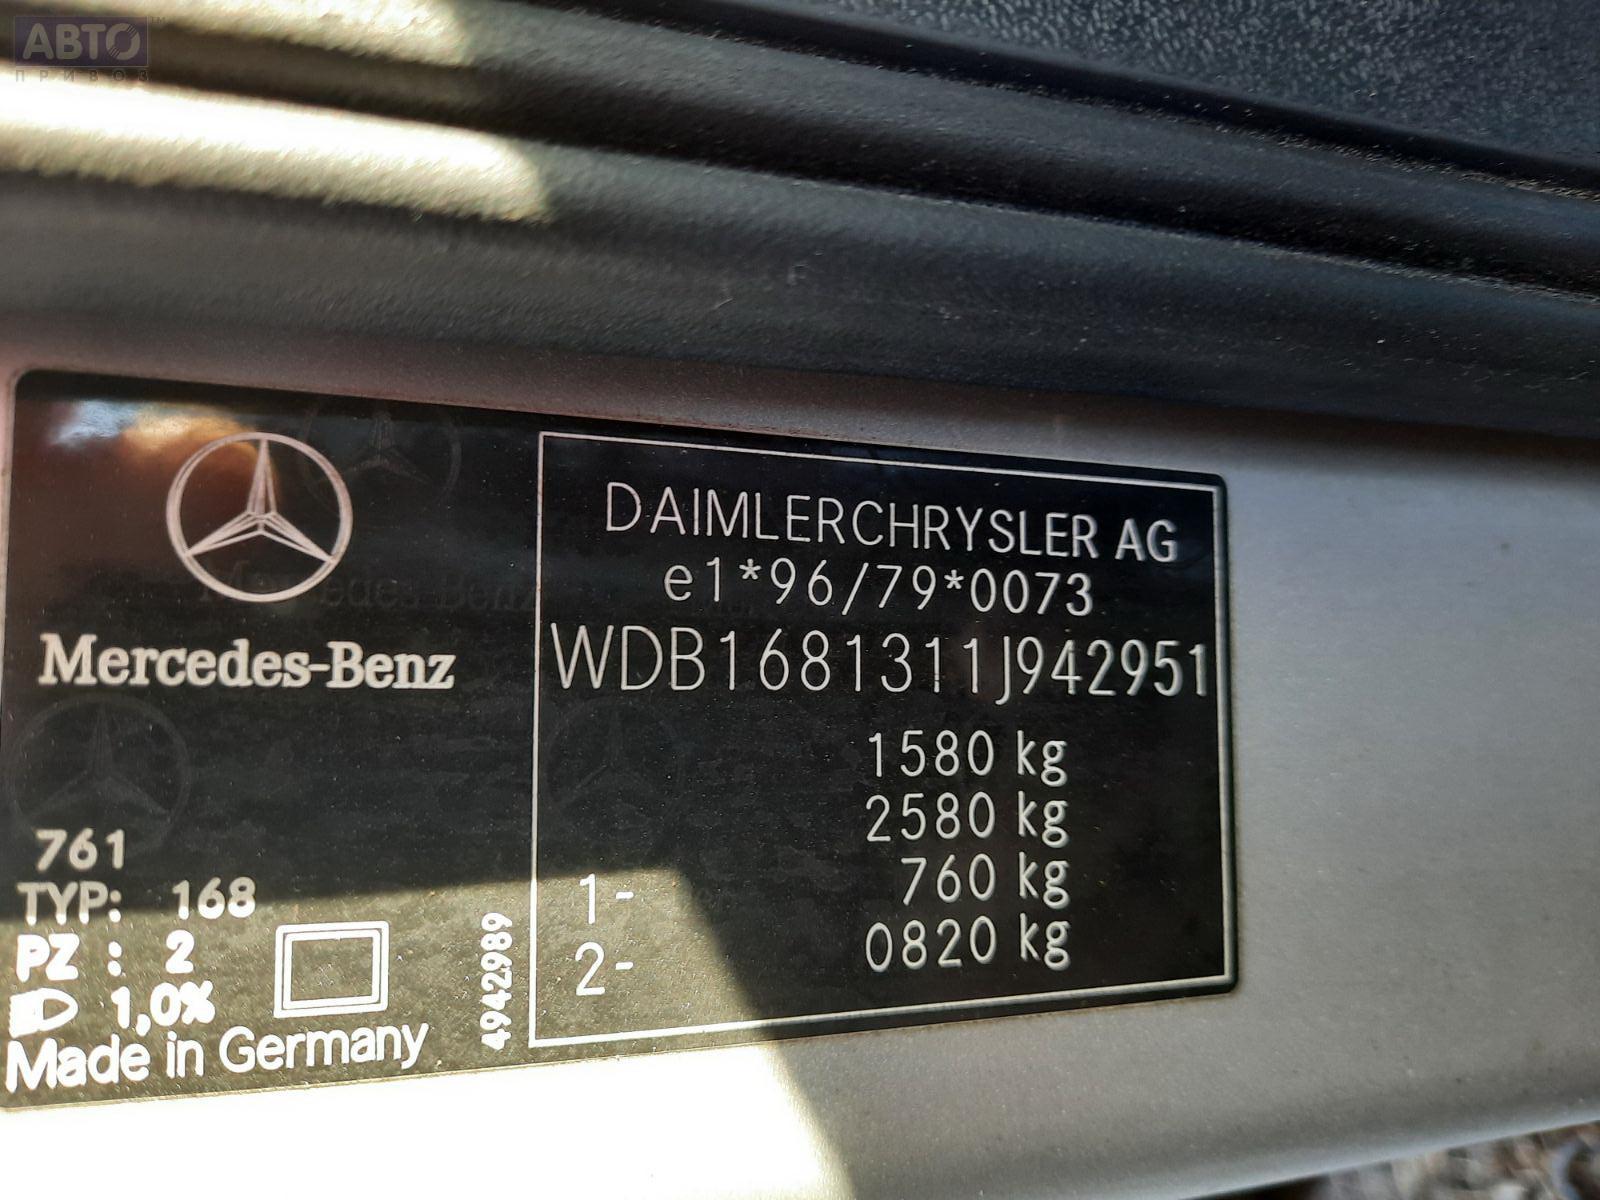 АВТО
ПРИВОЗ
Mercedes-Benz
761
TYP: 168
PZ : 2
1,0%
Made in Germany
4942989
DAIMLERCHRYSLER AG
e1*96/79*0073
WDB1681311J942951
1580 kg
2580 kg
1- 760 kg
2- 0820 kg